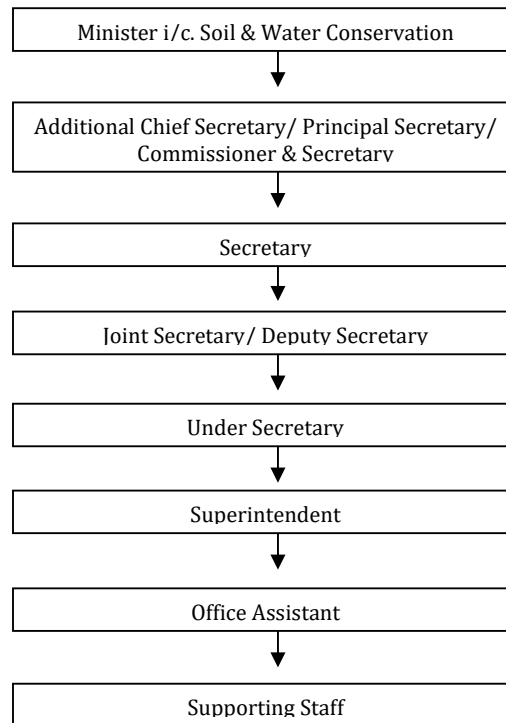 Minister i/c. Soil & Water Conservation
Additional Chief Secretary/ Principal Secretary/
Commissioner & Secretary
Secretary
Joint Secretary/ Deputy Secretary
Under Secretary
Superintendent
Office Assistant
Supporting Staff